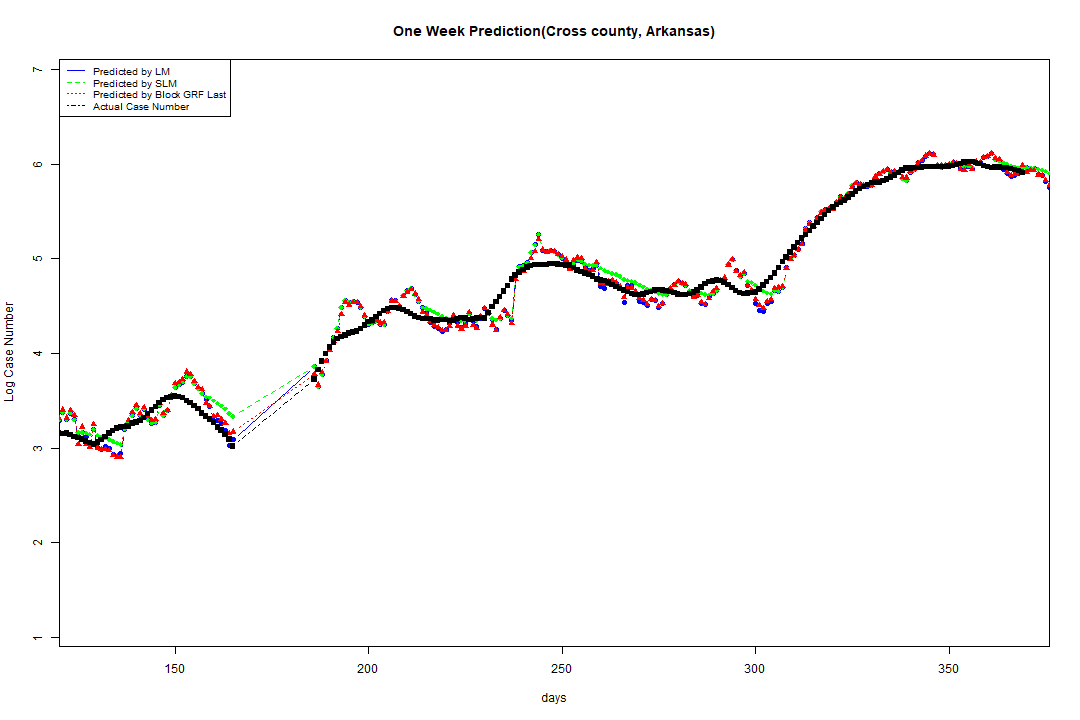 One Week Prediction(Cross county, Arkansas)
Predicted by LM
Predicted by SLM
Predicted by Block GRF Last
Actual Case Number
7
6
5
4
3
2
1
Log Case Number
150 200 250 300 350
days